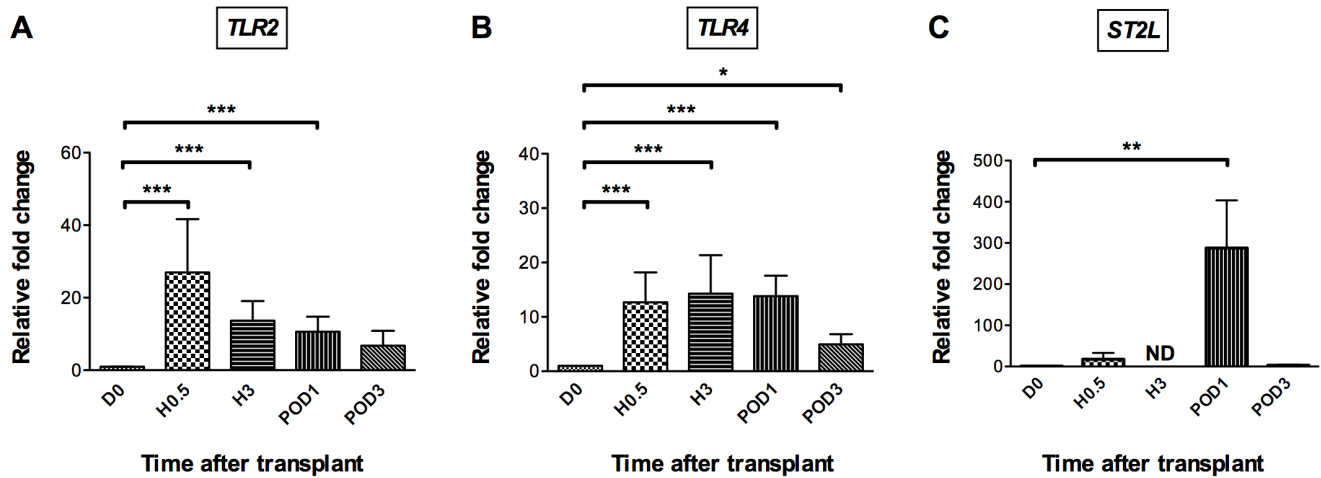 A
TLR2
Relative fold change
60
40
20
0
***
***
***
D0
H0.5
H3
POD1
POD3
Time after transplant
B
TLR4
Relative fold change
40
30
20
10
0
*
***
***
***
D0
H0.5
H3
POD1
POD3
Time after transplant
C
ST2L
Relative fold change
500
400
300
200
100
0
**
ND
D0
H0.5
H3
POD1
POD3
Time after transplant